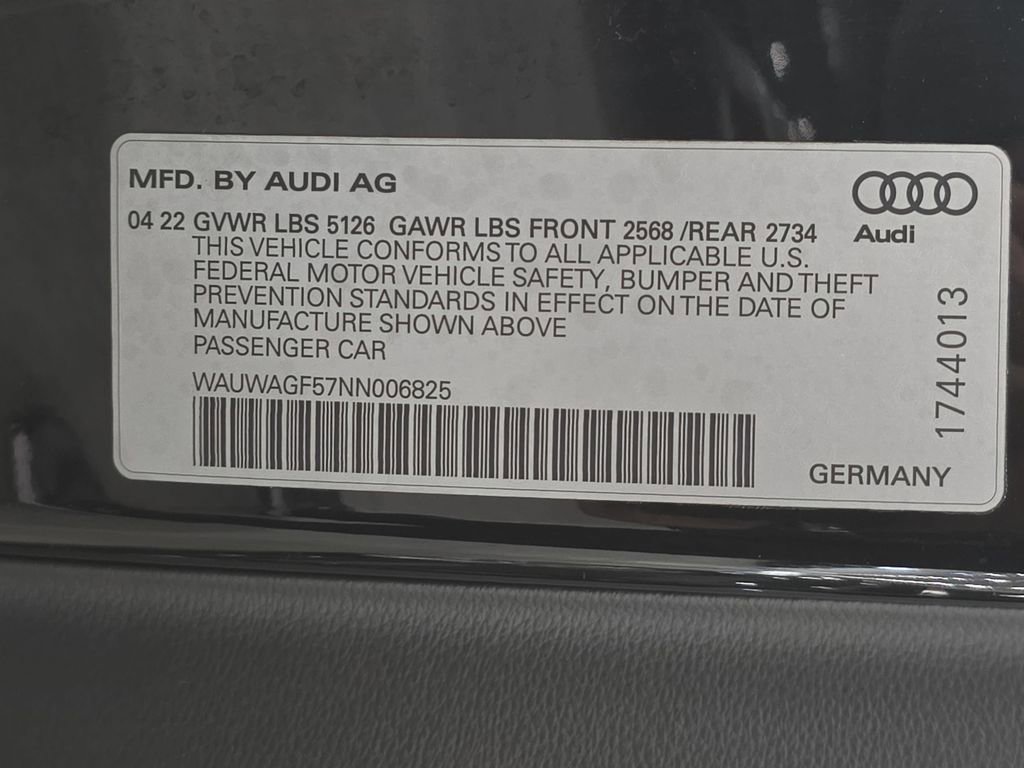 MFD. BY AUDI AG
Audi
04 22 GVWR LBS 5126 GAWR LBS FRONT 2568 /REAR 2734
THIS VEHICLE CONFORMS TO ALL APPLICABLE U.S.
FEDERAL MOTOR VEHICLE SAFETY, BUMPER AND THEFT
PREVENTION STANDARDS IN EFFECT ON THE DATE OF
MANUFACTURE SHOWN ABOVE
PASSENGER CAR
WAUWAGF57NN006825
1744013
GERMANY